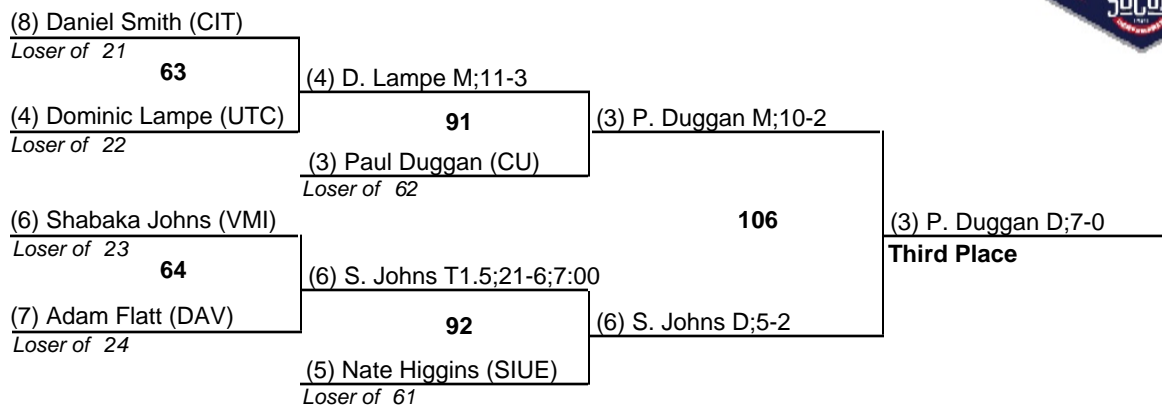 SOCON
(8) Daniel Smith (CIT)
Loser of 21
63
(4) D. Lampe M;11-3
(4) Dominic Lampe (UTC)
Loser of 22
91
(3) P. Duggan M;10-2
(3) Paul Duggan (CU)
Loser of 62
(6) Shabaka Johns (VMI)
Loser of 23
106
(3) P. Duggan D;7-0
Third Place
64
(6) S. Johns T1.5;21-6;7:00
(7) Adam Flatt (DAV)
Loser of 24
92
(6) S. Johns D;5-2
(5) Nate Higgins (SIUE)
Loser of 61